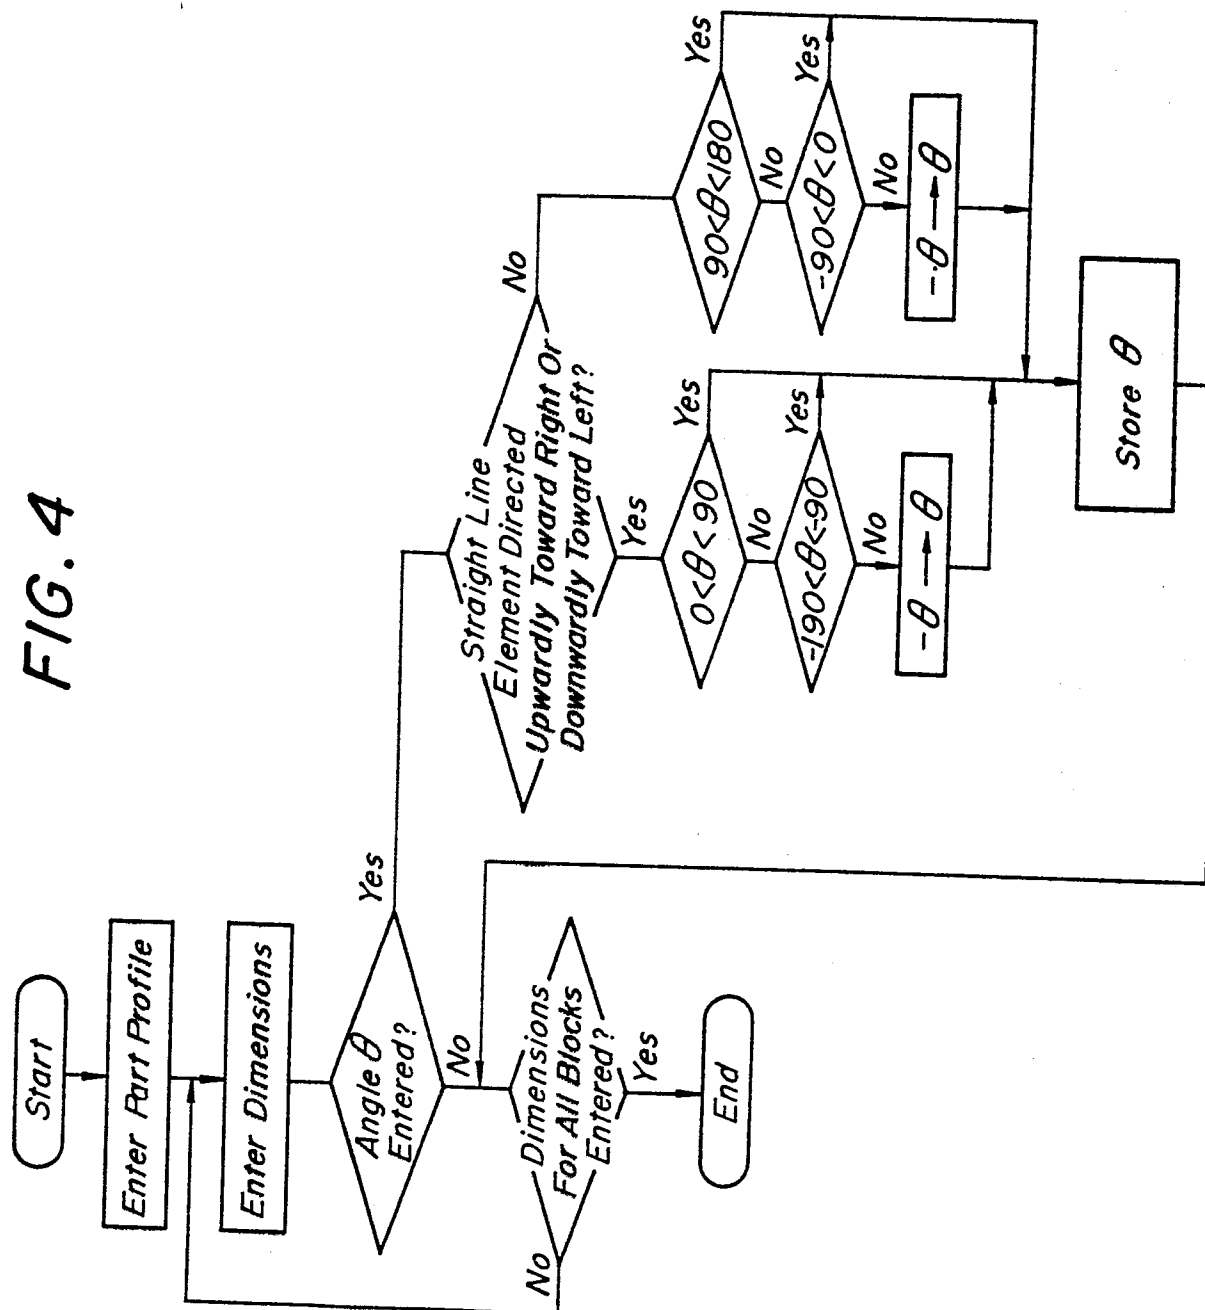 FIG. 4
Start
Enter Part Profile
Enter Dimensions
Angle θ
Entered?
Yes
No
Dimensions
For All Blocks
Entered?
No
Yes
End
Straight Line
Element Directed
Upwardly Toward Right Or
Downwardly Toward Left?
No
Yes
0<θ<90
Yes
No
-190<θ<-90
Yes
No
-θ→θ
90<θ<180
Yes
No
-90<θ<0
Yes
No
-θ→θ
Store θ